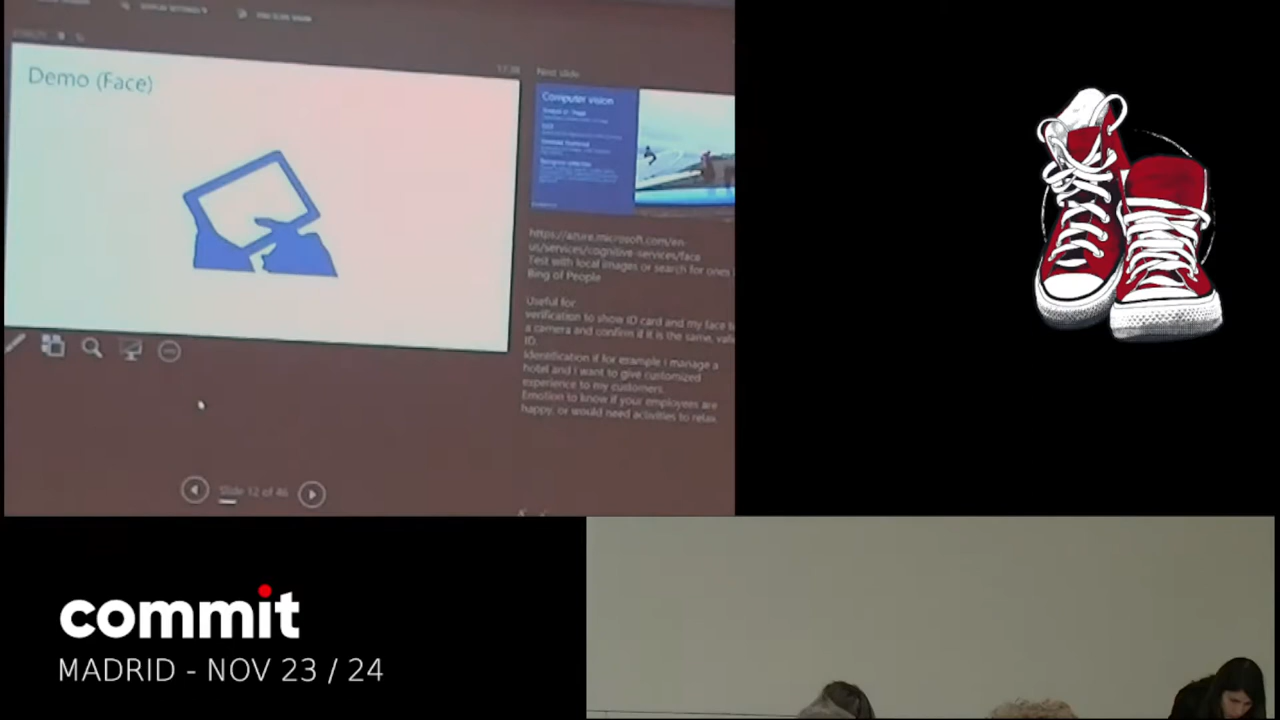 Demo (Face)
Next slide
Computer vision
https://azure.microsoft.com/en-
us/services/cognitive-services/face
Test with local images or search for ones
Bing of People
Useful for
verification to show ID card and my face
a camera and confirm if it is the same, vali
ID.
Identification if for example I manage a
hotel and I want to give customized
experience to my customers.
Emotion to know if your employees are
happy, or would need activities to relax.
Slide 12 of 46
commit
MADRID - NOV 23 / 24